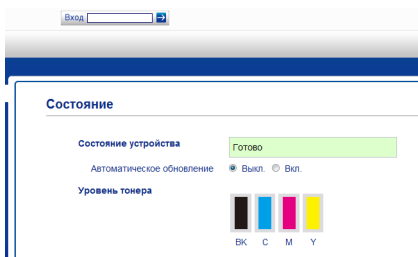 Вход
Состояние
Состояние устройства Готово
Автоматическое обновление Выкл. Вкл.
Уровень тонера
BK C M Y